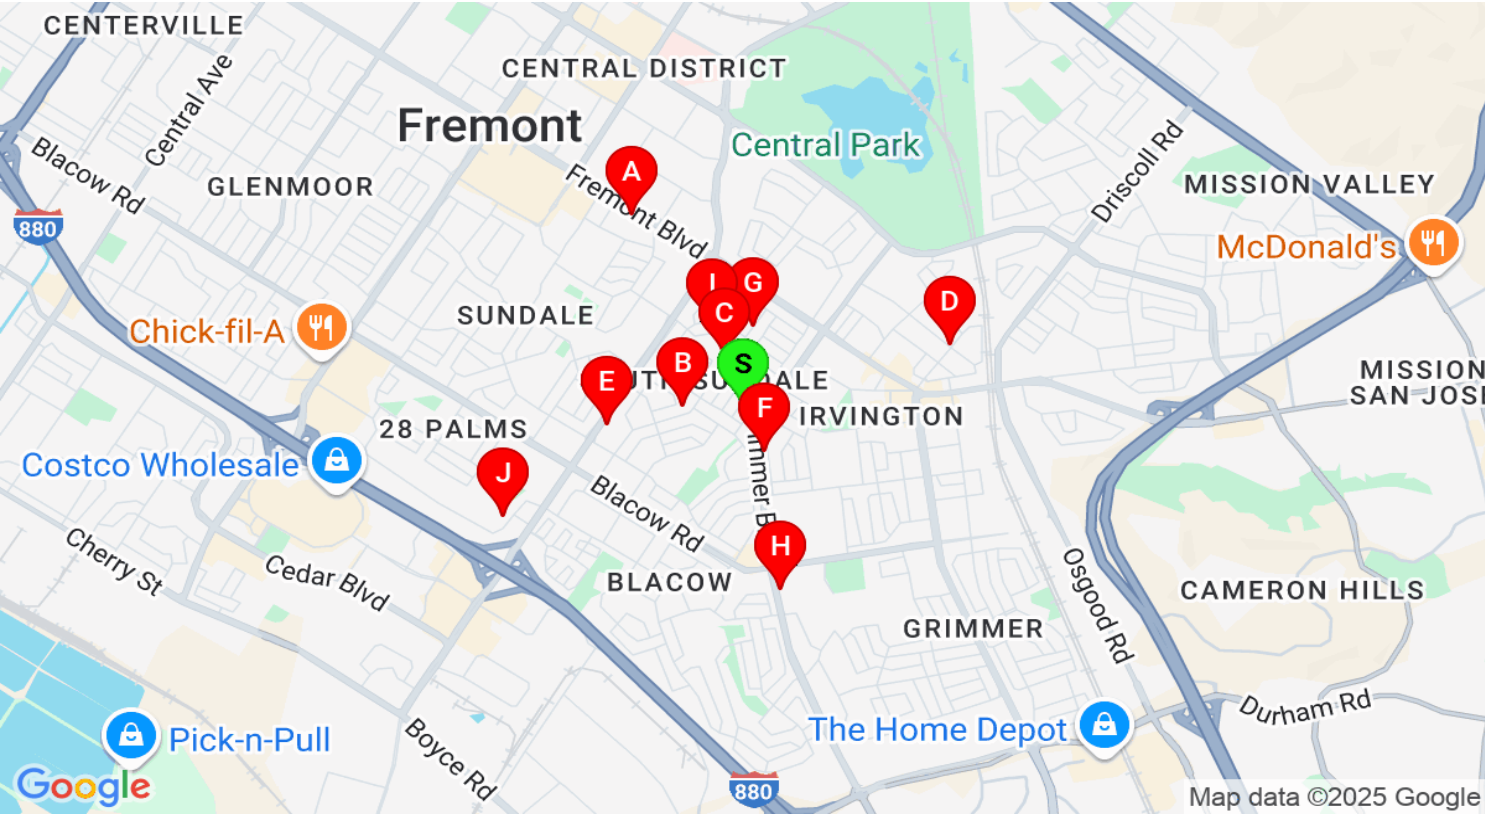 CENTERVILLE
Central Ave
CENTRAL DISTRICT
Fremont
Central Park
Driscoll Rd
Blacow Rd
GLENMOOR
A
Fremont Blvd
MISSION VALLEY
880
McDonald's
I
G
C
D
SUNDALE
Chick-fil-A
B
S
E
F
IRVINGTON
MISSION
SAN JOS
28 PALMS
Costco Wholesale
J
Blacow Rd
H
Cherry St
Cedar Blvd
BLACOW
Osgood Rd
CAMERON HILLS
GRIMMER
Durham Rd
The Home Depot
Pick-n-Pull
Boyce Rd
880
Google
Map data ©2025 Google